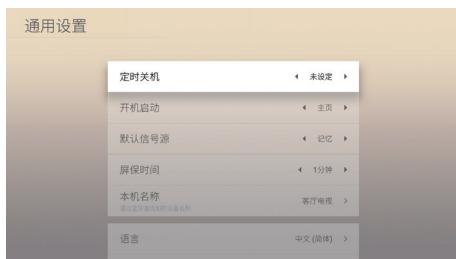 通用设置
定时关机
未设定
开机启动
主页
默认信号源
记忆
屏保时间
1分钟
本机名称
客厅电视
语言
中文 (简体)